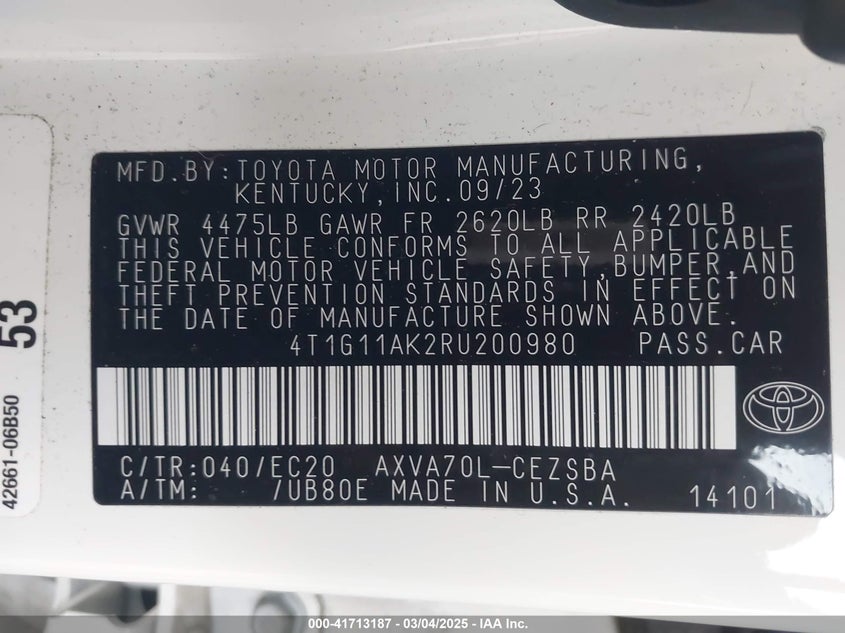 MFD.BY:TOYOTA MOTOR MANUFACTURING,
KENTUCKY,INC.09/23
GVWR 4475LB GAWR FR 2620LB RR 2420LB
THIS VEHICLE CONFORMS TO ALL APPLICABLE
FEDERAL MOTOR VEHICLE SAFETY,BUMPER,AND
THEFT PREVENTION STANDARDS IN EFFECT ON
THE DATE OF MANUFACTURE SHOWN ABOVE.
4T1G11AK2RU200980 PASS.CAR
C/TR:040/EC20 AXVA70L-CEZSBA
A/TM: /UB80E MADE IN U.S.A. 14101
42661-06B50
53
000-41713187 - 03/04/2025 - IAA Inc.